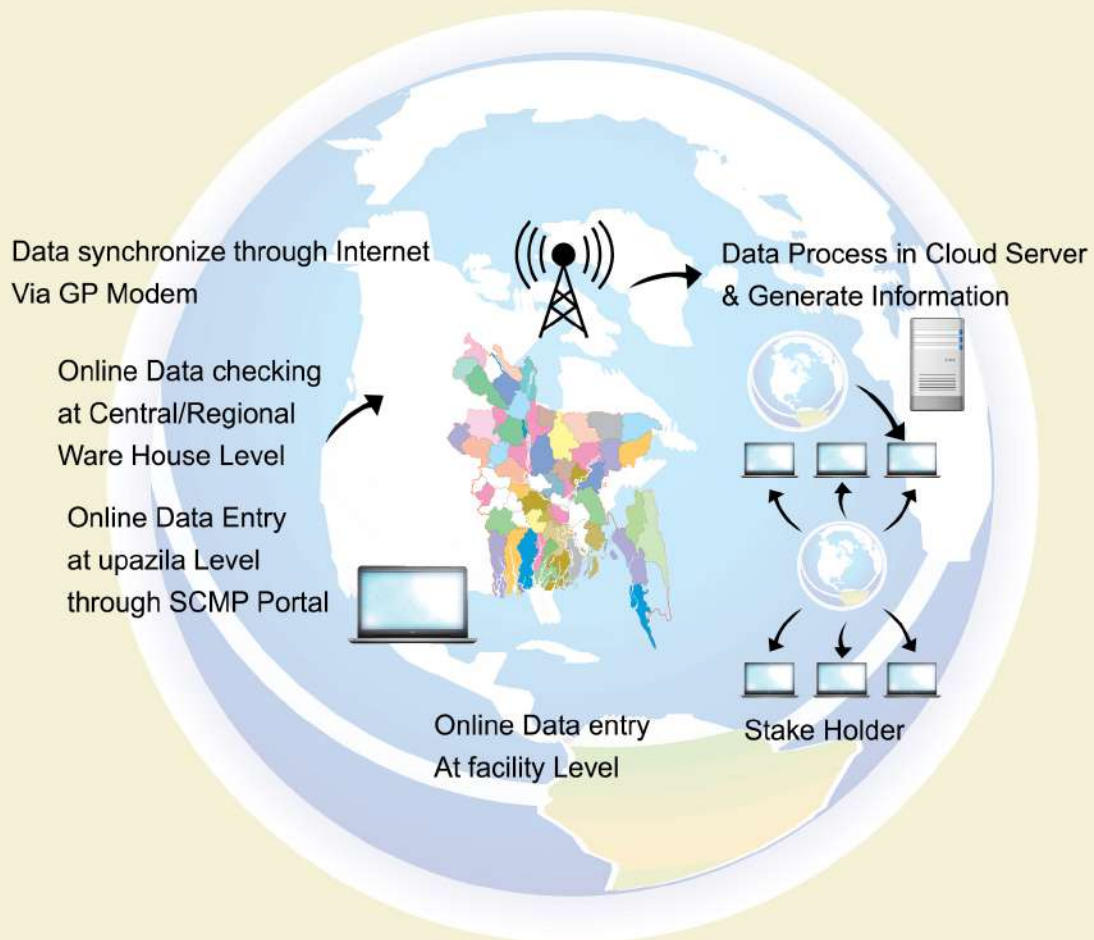 Data synchronize through Internet
Via GP Modem
Data Process in Cloud Server
& Generate Information
Online Data checking
at Central/Regional
Ware House Level
Online Data Entry
at upazila Level
through SCMP Portal
Online Data entry
At facility Level
Stake Holder